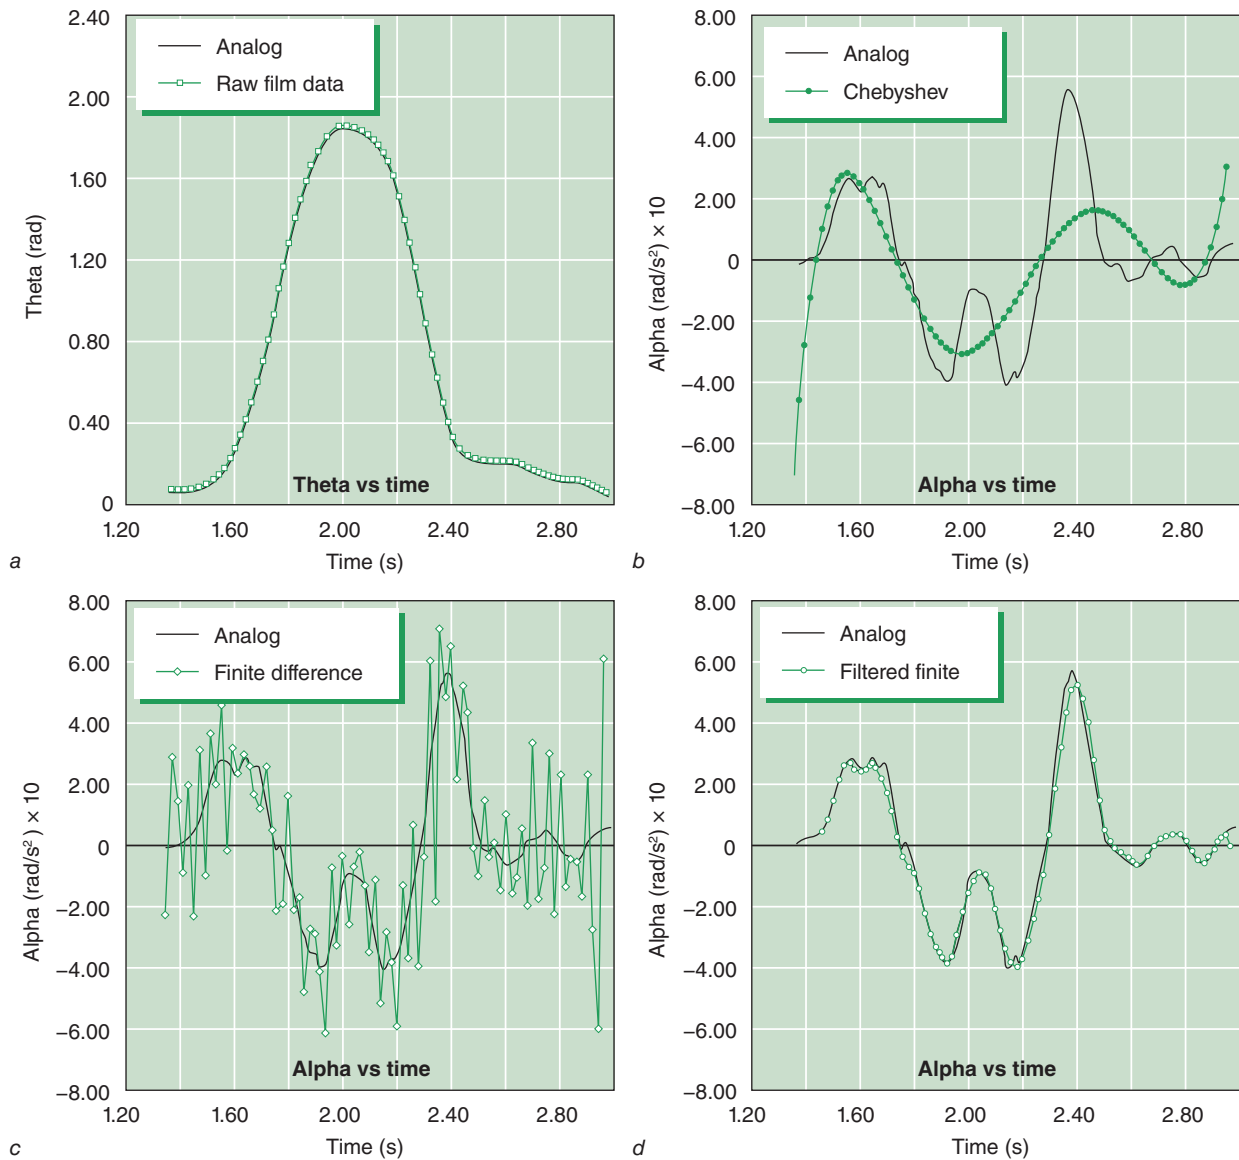 2.40
2.00
1.60
1.20
0.80
0.40
0
Theta (rad)
Analog
Raw film data
Theta vs time
1.20 1.60 2.00 2.40 2.80
Time (s)
a
8.00
6.00
4.00
2.00
0
−2.00
−4.00
−6.00
−8.00
Alpha (rad/s²) × 10
Analog
Chebyshev
Alpha vs time
1.20 1.60 2.00 2.40 2.80
Time (s)
b
8.00
6.00
4.00
2.00
0
−2.00
−4.00
−6.00
−8.00
Alpha (rad/s²) × 10
Analog
Finite difference
Alpha vs time
1.20 1.60 2.00 2.40 2.80
Time (s)
c
8.00
6.00
4.00
2.00
0
−2.00
−4.00
−6.00
−8.00
Alpha (rad/s²) × 10
Analog
Filtered finite
Alpha vs time
1.20 1.60 2.00 2.40 2.80
Time (s)
d